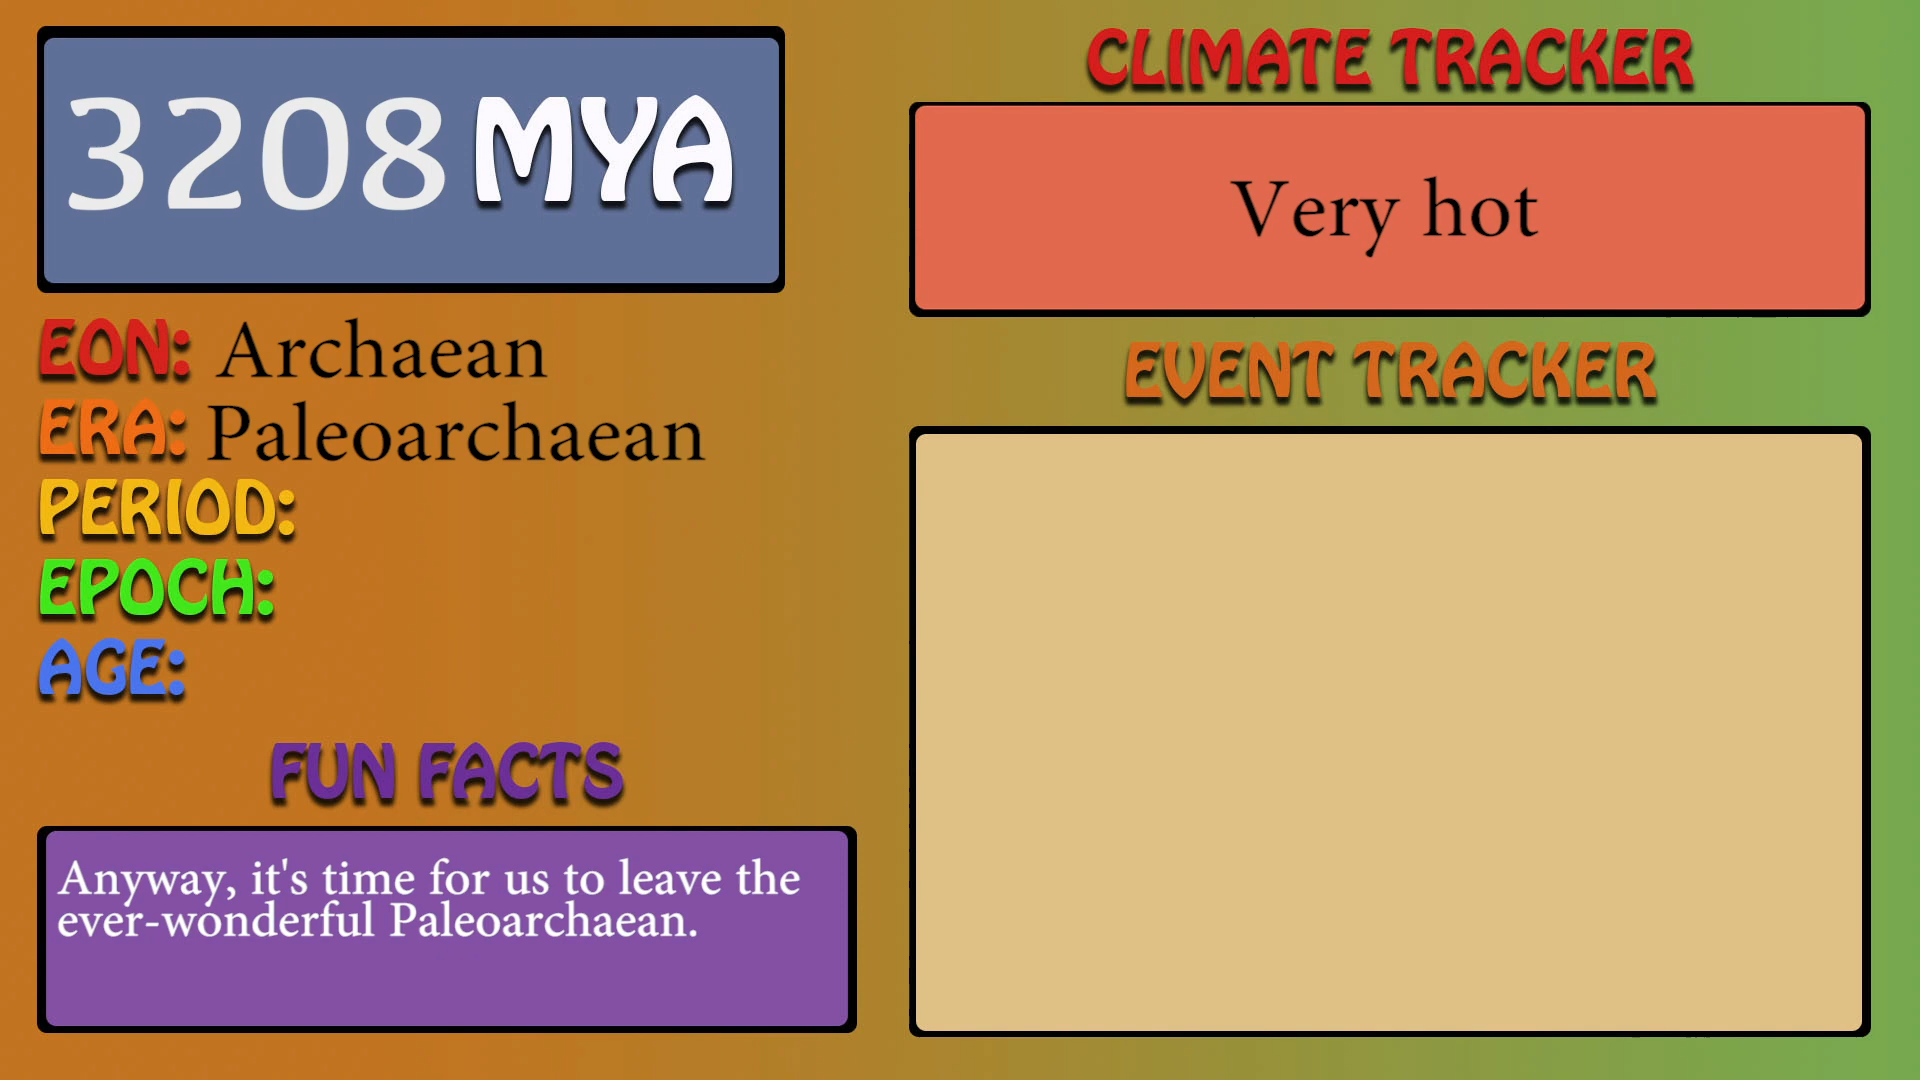 3208 MYA
EON: Archaean
ERA: Paleoarchaean
PERIOD:
EPOCH:
AGE:
FUN FACTS
Anyway, it's time for us to leave the
ever-wonderful Paleoarchaean.
CLIMATE TRACKER
Very hot
EVENT TRACKER